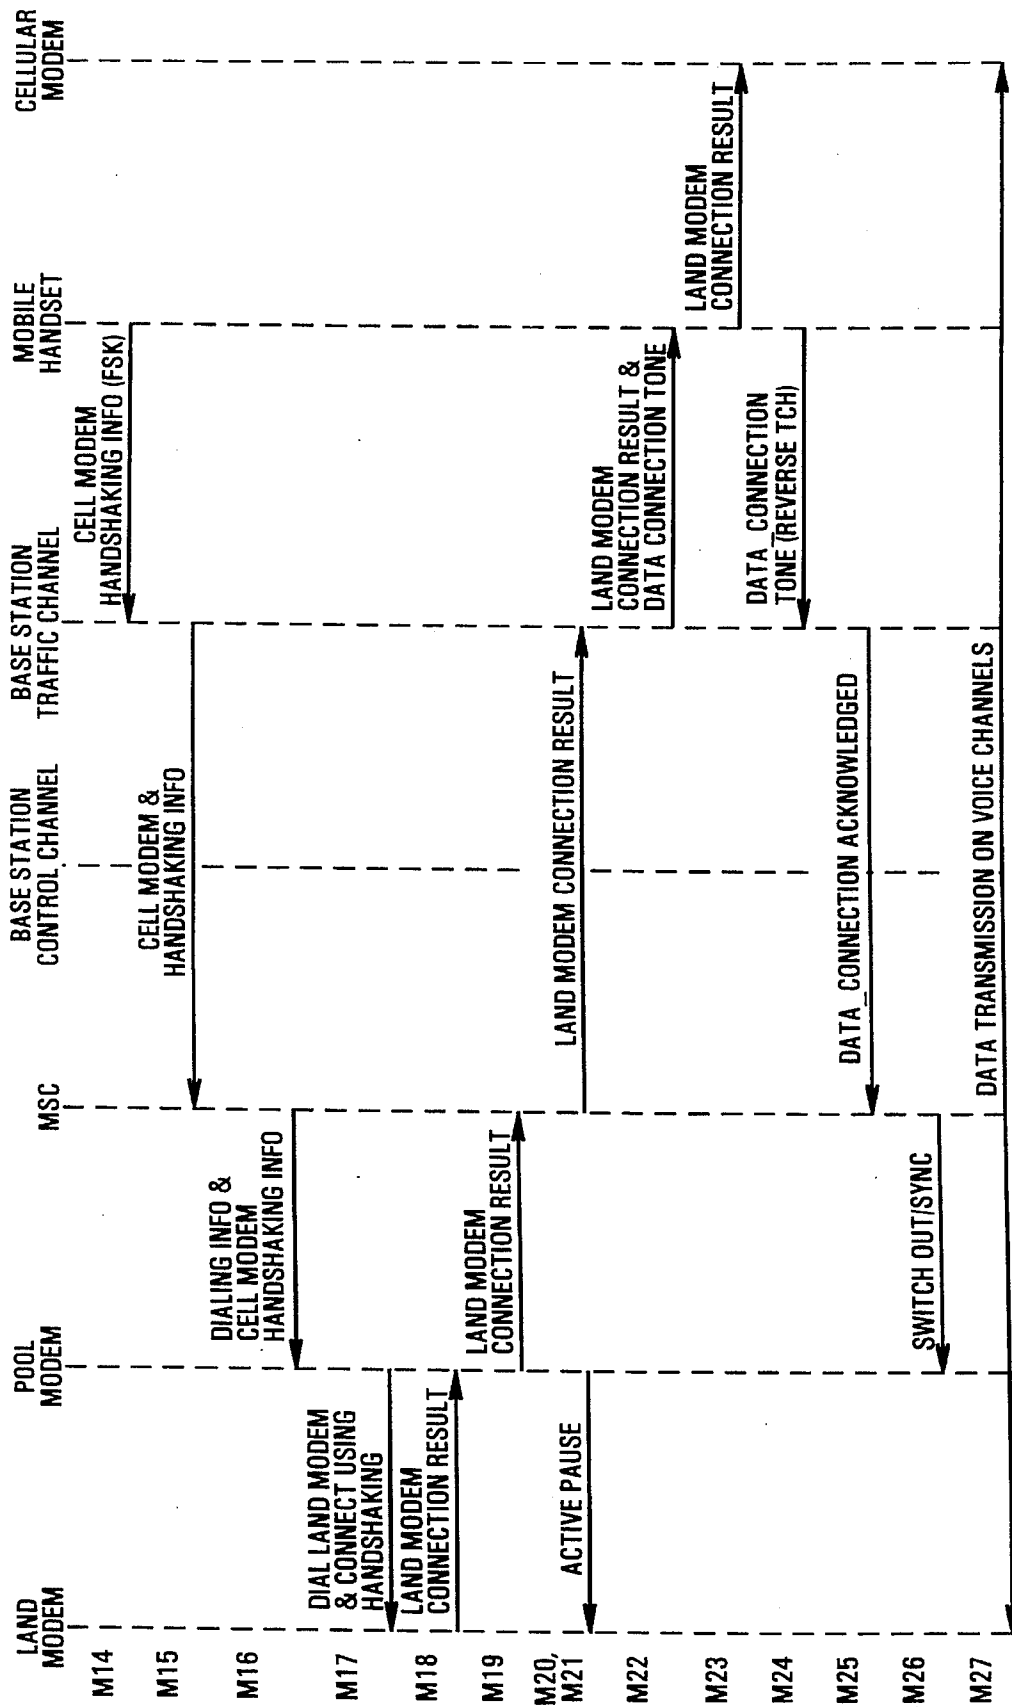 LAND
MODEM
POOL
MODEM
MSC
BASE STATION
CONTROL CHANNEL
BASE STATION
TRAFFIC CHANNEL
MOBILE
HANDSET
CELLULAR
MODEM
M14
CELL MODEM
HANDSHAKING INFO (FSK)
M15
CELL MODEM &
HANDSHAKING INFO
M16
DIALING INFO &
CELL MODEM
HANDSHAKING INFO
M17
DIAL LAND MODEM
& CONNECT USING
HANDSHAKING
M18
LAND MODEM
CONNECTION RESULT
M19
LAND MODEM
CONNECTION RESULT
M20,
M21
ACTIVE PAUSE
LAND MODEM CONNECTION RESULT
M22
LAND MODEM
CONNECTION RESULT &
DATA CONNECTION TONE
M23
LAND MODEM
CONNECTION RESULT
M24
DATA_CONNECTION
TONE (REVERSE TCH)
M25
DATA_CONNECTION ACKNOWLEDGED
M26
SWITCH OUT/SYNC
M27
DATA TRANSMISSION ON VOICE CHANNELS